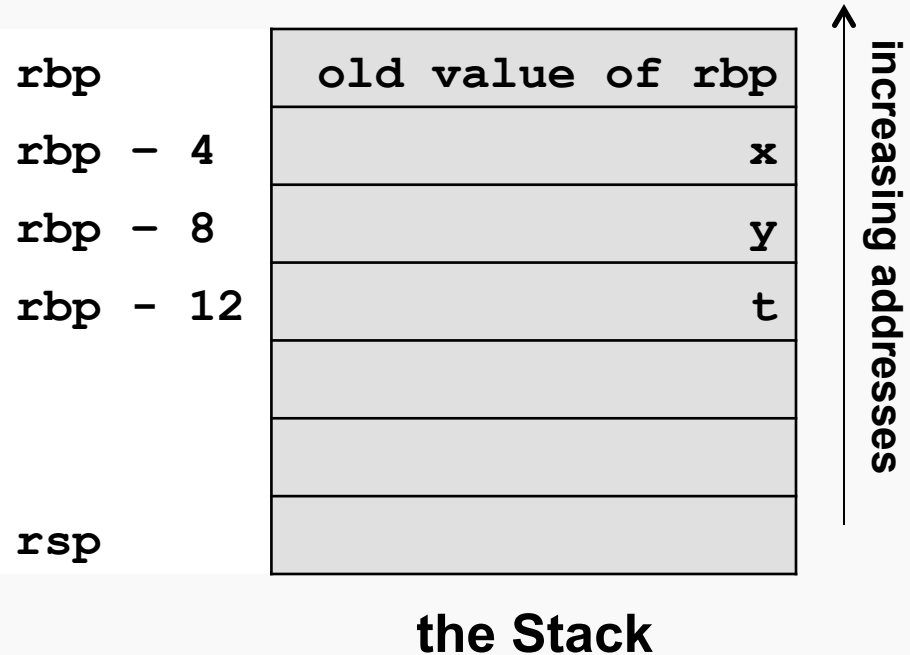 rbp old value of rbp
rbp – 4 x
rbp – 8 y
rbp - 12 t
rsp
increasing addresses
the Stack